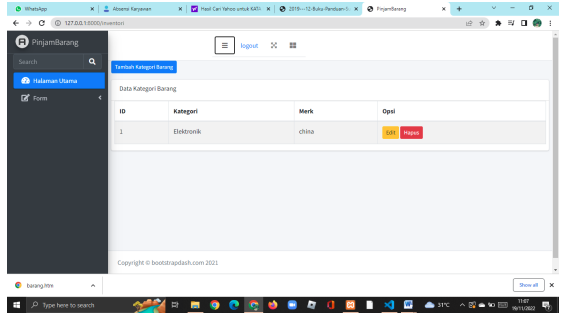 WhatsApp
Absensi Karyawan
Hasil Cari Yahoo untuk KATA
2019---12-Buku-Panduan-
PinjamBarang
127.0.0.1:8000/inventori
PinjamBarang
logout
Search
Tambah Kategori Barang
Halaman Utama
Form
Data Kategori Barang
ID Kategori Merk Opsi
1 Elektronik china Edit Hapus
Copyright © bootstrapdash.com 2021
barang.htm
Show all
Type here to search
31°C
11:07
19/11/2022